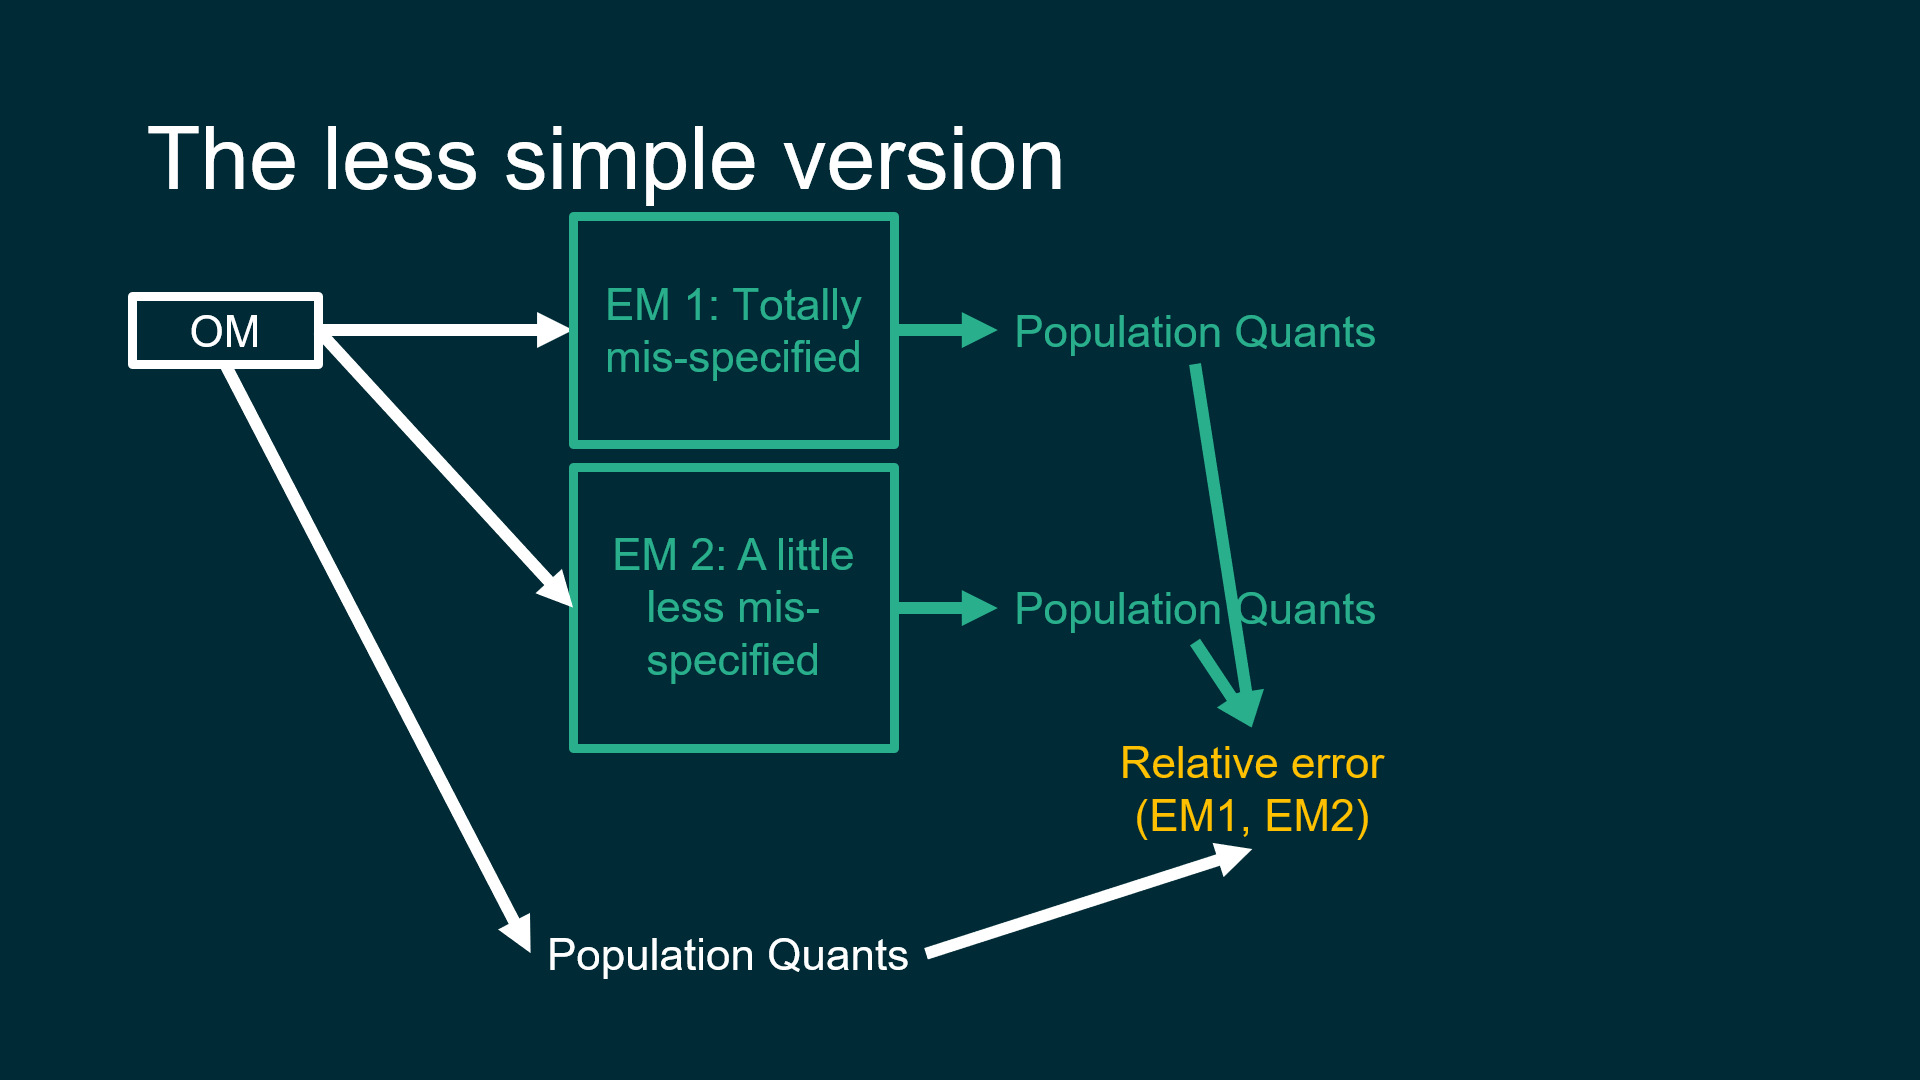 The less simple version
OM
EM 1: Totally
mis-specified
Population Quants
EM 2: A little
less mis-
specified
Population Quants
Relative error
(EM1, EM2)
Population Quants